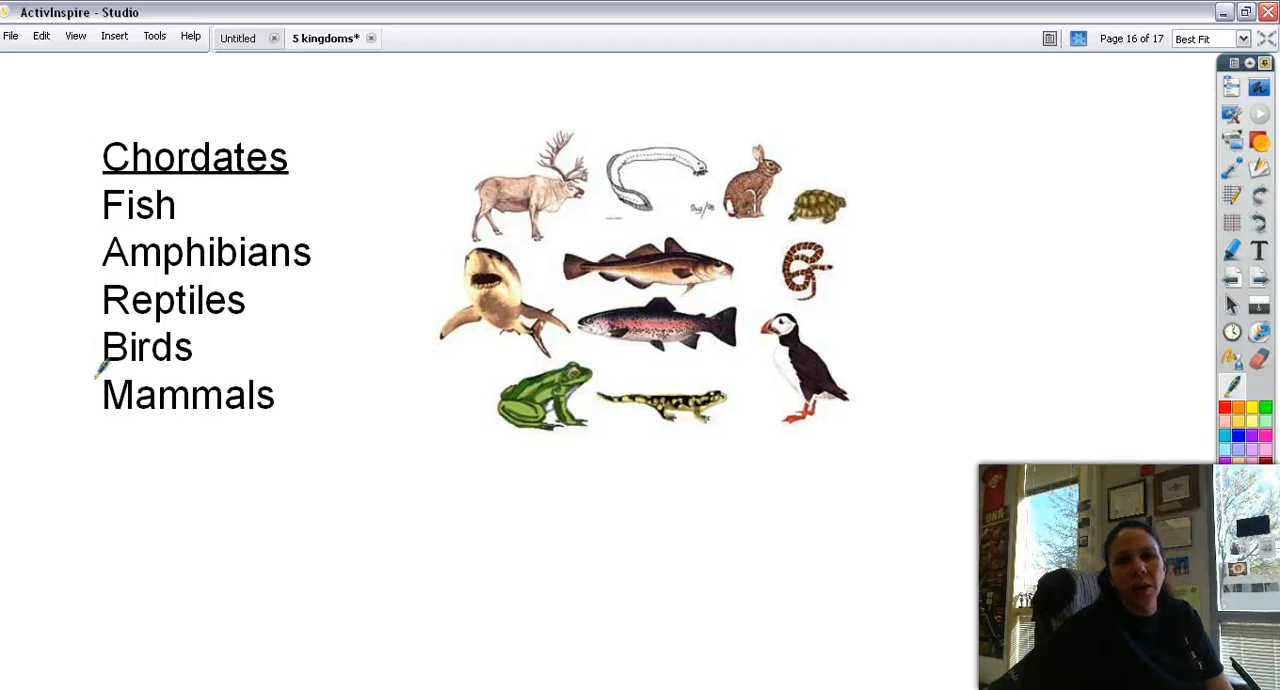 ActivInspire - Studio
File Edit View Insert Tools Help
Untitled
5 kingdoms*
Page 16 of 17
Best Fit
Chordates
Fish
Amphibians
Reptiles
Birds
Mammals
DNA